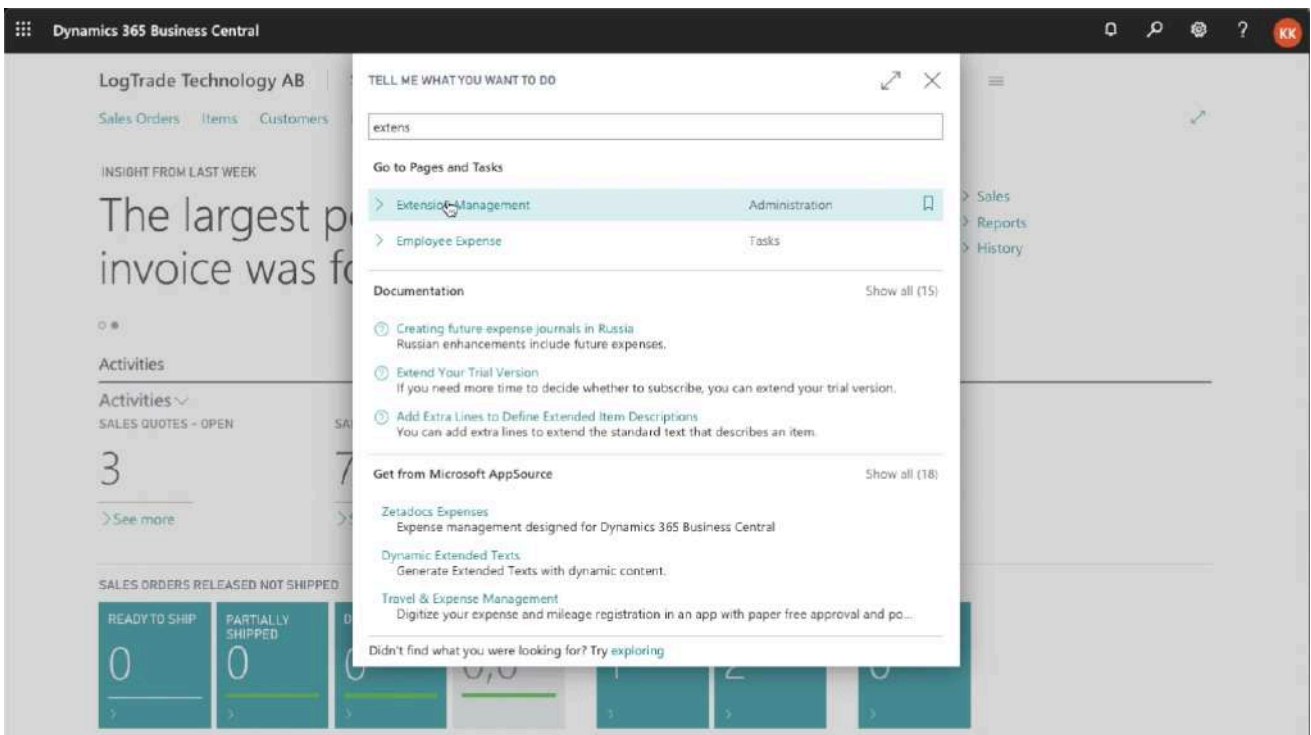 Dynamics 365 Business Central
KK
LogTrade Technology AB
Sales Orders Items Customers
INSIGHT FROM LAST WEEK
The largest
invoice was
Activities
Activities
SALES QUOTES - OPEN
3
See more
SALES ORDERS RELEASED NOT SHIPPED
READY TO SHIP
0
PARTIALLY
SHIPPED
0
TELL ME WHAT YOU WANT TO DO
extens
Go to Pages and Tasks
Extension Management Administration
Employee Expense Tasks
Documentation Show all (15)
Creating future expense journals in Russia
Russian enhancements include future expenses.
Extend Your Trial Version
If you need more time to decide whether to subscribe, you can extend your trial version.
Add Extra Lines to Define Extended Item Descriptions
You can add extra lines to extend the standard text that describes an item.
Get from Microsoft AppSource Show all (18)
Zetadocs Expenses
Expense management designed for Dynamics 365 Business Central
Dynamic Extended Texts
Generate Extended Texts with dynamic content.
Travel & Expense Management
Digitize your expense and mileage registration in an app with paper free approval and po...
Didn't find what you were looking for? Try exploring
Sales
Reports
History